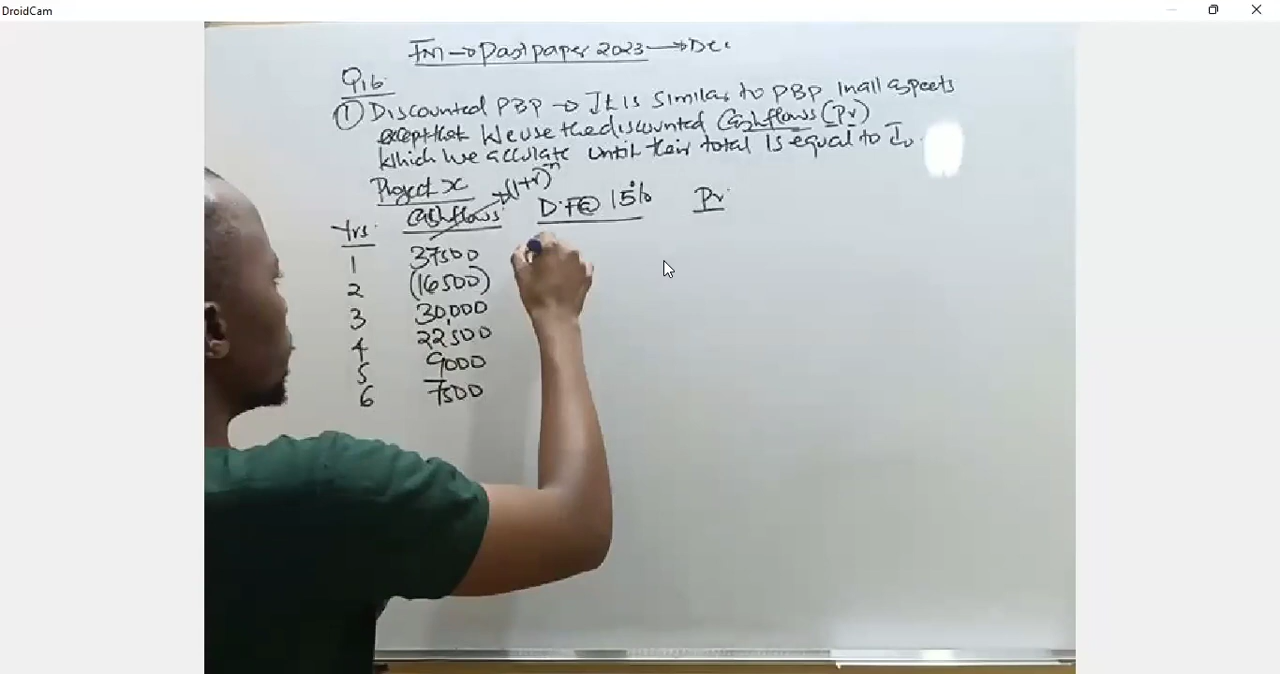 DroidCam
FM → Past paper 2023 → Dec
Q1b
① Discounted PBP → It is similar to PBP in all aspects
except that we use the discounted Cashflows (Pv)
which we acculate until their total is equal to Io.
Project x
(1+r)^-n
Yrs Cashflows D.F@ 15% Pv
1 37500
2 (16500)
3 30,000
4 22500
5 9000
6 7500